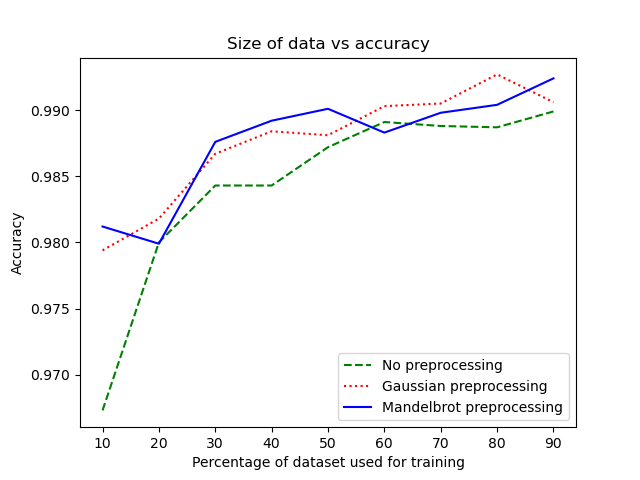 Size of data vs accuracy
Accuracy
0.990
0.985
0.980
0.975
0.970
No preprocessing
Gaussian preprocessing
Mandelbrot preprocessing
10 20 30 40 50 60 70 80 90
Percentage of dataset used for training